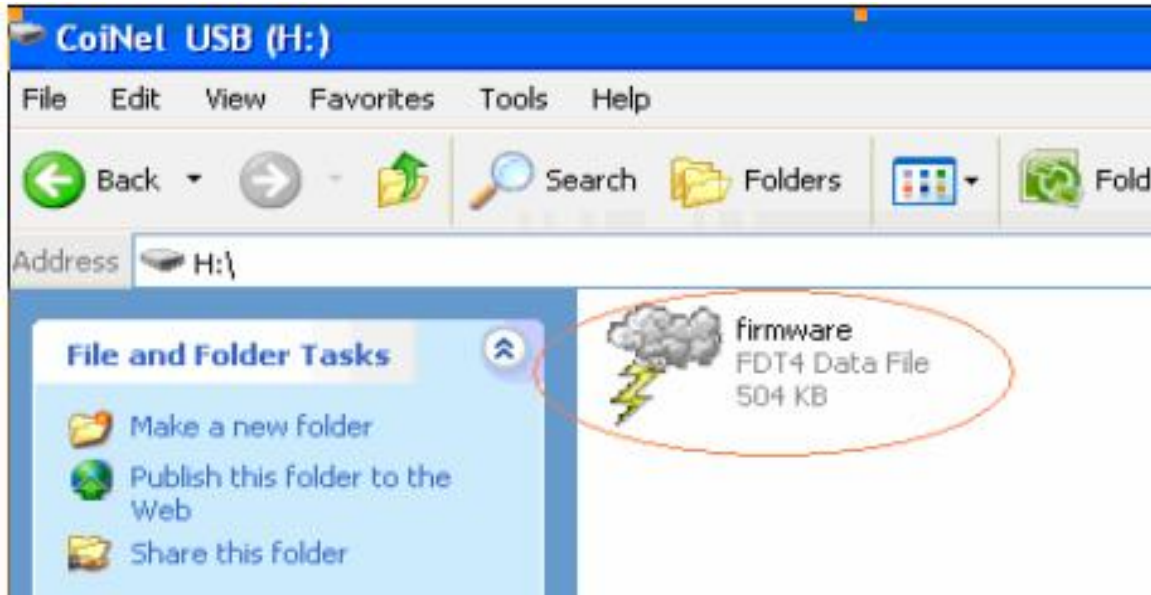 CoiNel USB (H:)
File Edit View Favorites Tools Help
Back Search Folders Fold
Address H:\
File and Folder Tasks
Make a new folder
Publish this folder to the
Web
Share this folder
firmware
FDT4 Data File
504 KB